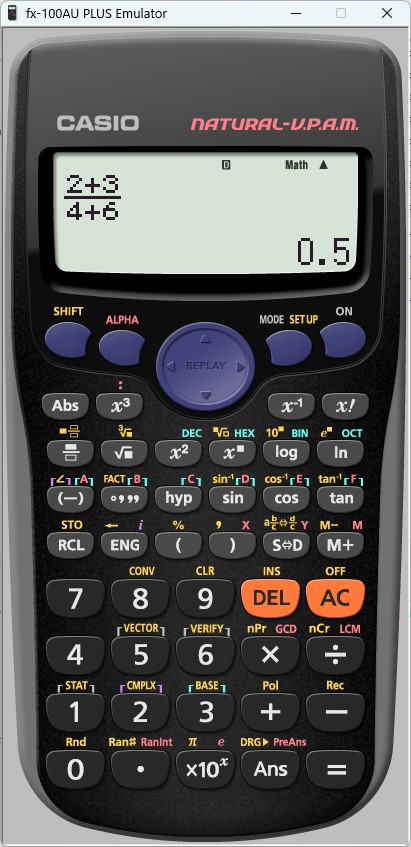 fx-100AU PLUS Emulator
CASIO NATURAL-V.P.A.M.
D Math ▲
2+3
4+6
0.5
SHIFT ALPHA MODE SETUP ON
REPLAY
:
Abs x³ x⁻¹ x!
³√ DEC HEX 10 BIN e OCT
√ x² x log ln
∠ A FACT B C sin⁻¹ D cos⁻¹ E tan⁻¹ F
(−) °,,, hyp sin cos tan
STO ← i % , X a b/c⇔d/c Y M− M
RCL ENG ( ) S⇔D M+
CONV CLR INS OFF
7 8 9 DEL AC
VECTOR VERIFY nPr GCD nCr LCM
4 5 6 × ÷
STAT CMPLX BASE Pol Rec
1 2 3 + −
Rnd Ran# RanInt π e DRG▶ PreAns
0 • ×10ˣ Ans =